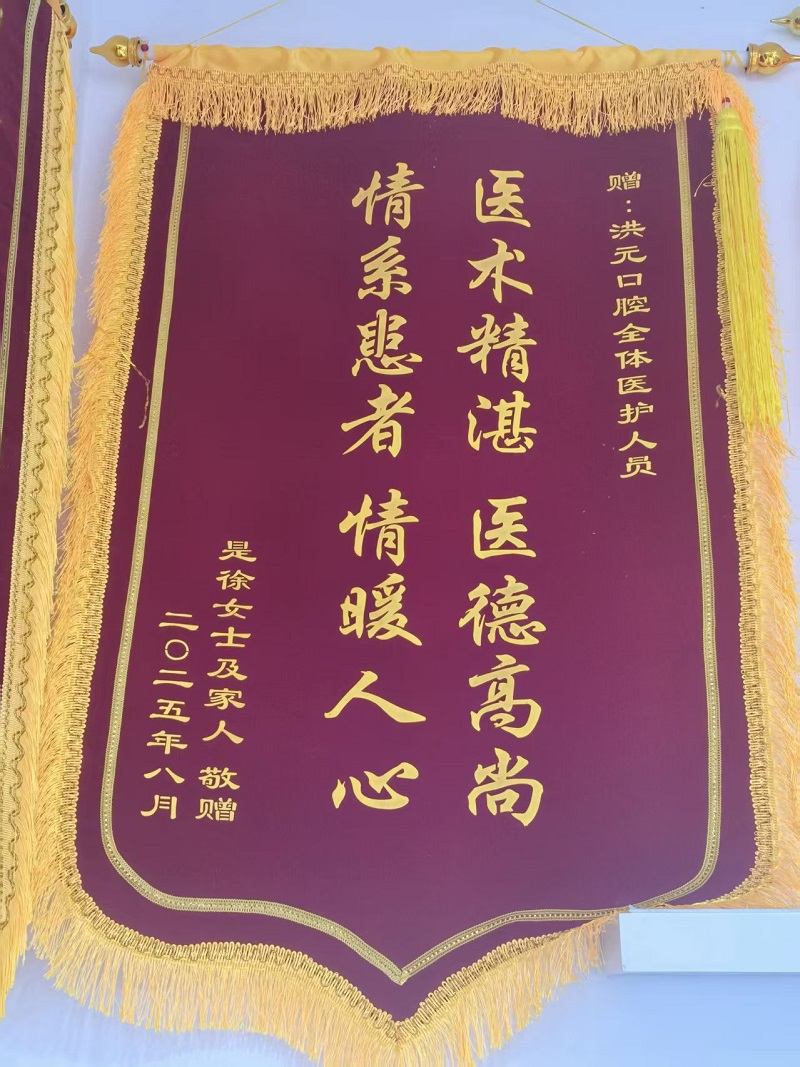 赠：洪元口腔全体医护人员
医术精湛 医德高尚
情系患者 情暖人心
是徐女士及家人 敬赠
二〇二五年八月